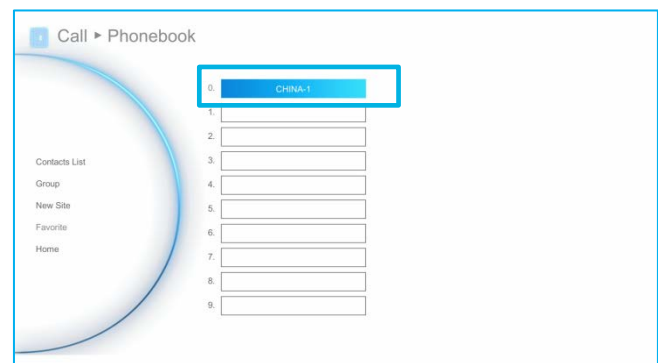 Call ▸ Phonebook
Contacts List
Group
New Site
Favorite
Home
0. CHINA-1
1.
2.
3.
4.
5.
6.
7.
8.
9.